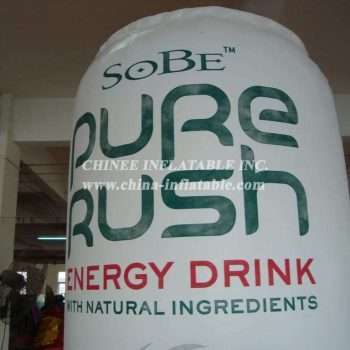 SoBe™
PURE
CHINEE INFLATABLE INC.
www.china-inflatable.com
RUSH
ENERGY DRINK
WITH NATURAL INGREDIENTS